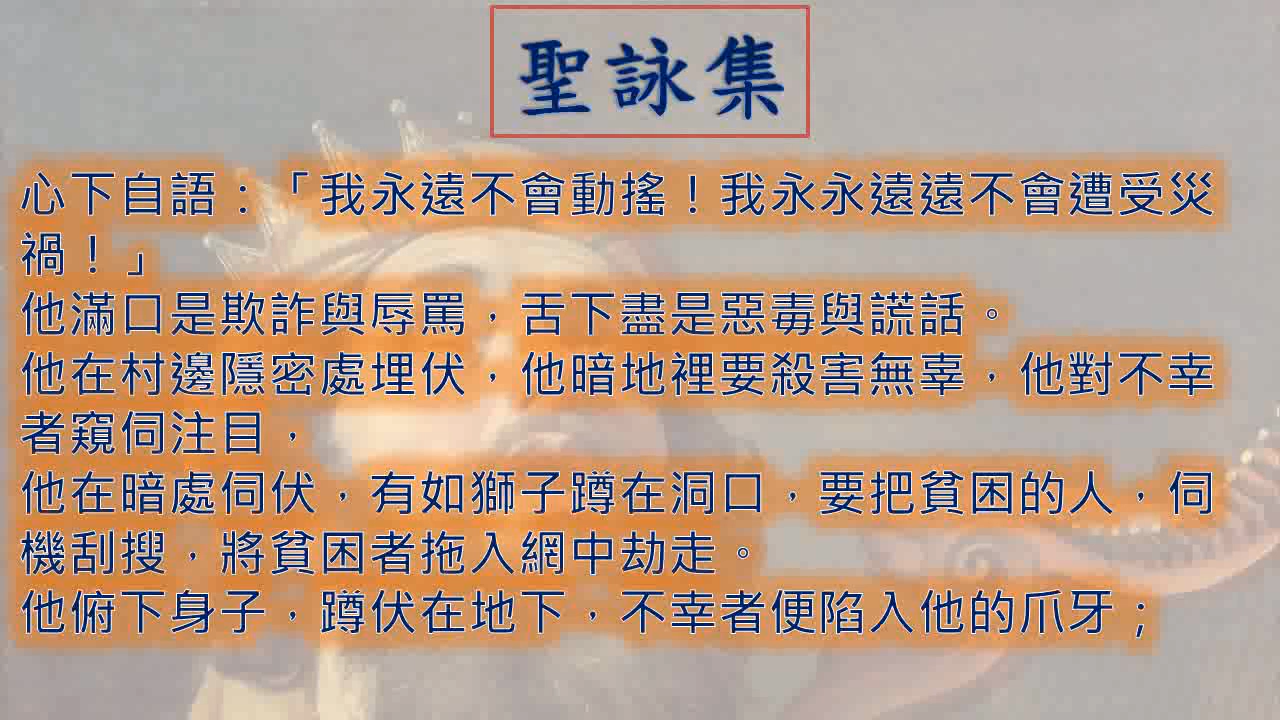 聖詠集
心下自語：「我永遠不會動搖！我永永遠遠不會遭受災
禍！」
他滿口是欺詐與辱罵，舌下盡是惡毒與謊話。
他在村邊隱密處埋伏，他暗地裡要殺害無辜，他對不幸
者窺伺注目，
他在暗處伺伏，有如獅子蹲在洞口，要把貧困的人，伺
機刮搜，將貧困者拖入網中劫走。
他俯下身子，蹲伏在地下，不幸者便陷入他的爪牙；